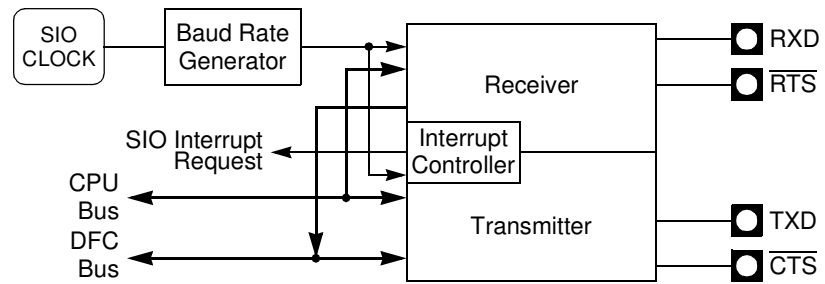 SIO
CLOCK
Baud Rate
Generator
Receiver
RXD
RTS
SIO Interrupt
Request
Interrupt
Controller
CPU
Bus
Transmitter
TXD
DFC
Bus
CTS